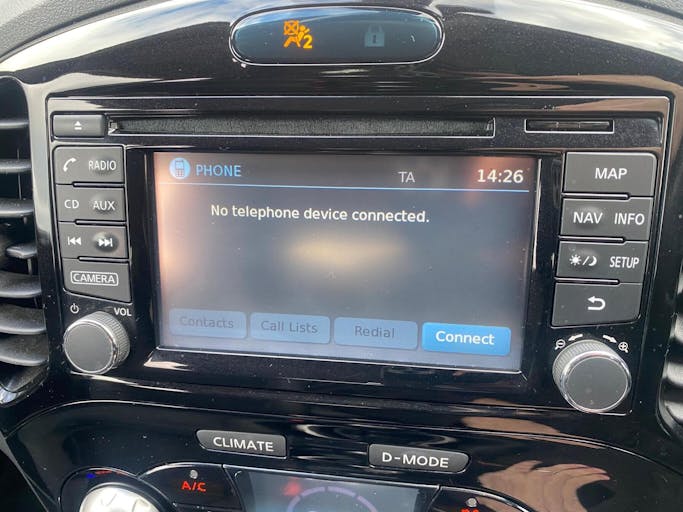 2
PHONE TA 14:26
No telephone device connected.
Contacts Call Lists Redial Connect
RADIO
CD AUX
CAMERA
VOL
MAP
NAV INFO
SETUP
CLIMATE D-MODE
A/C